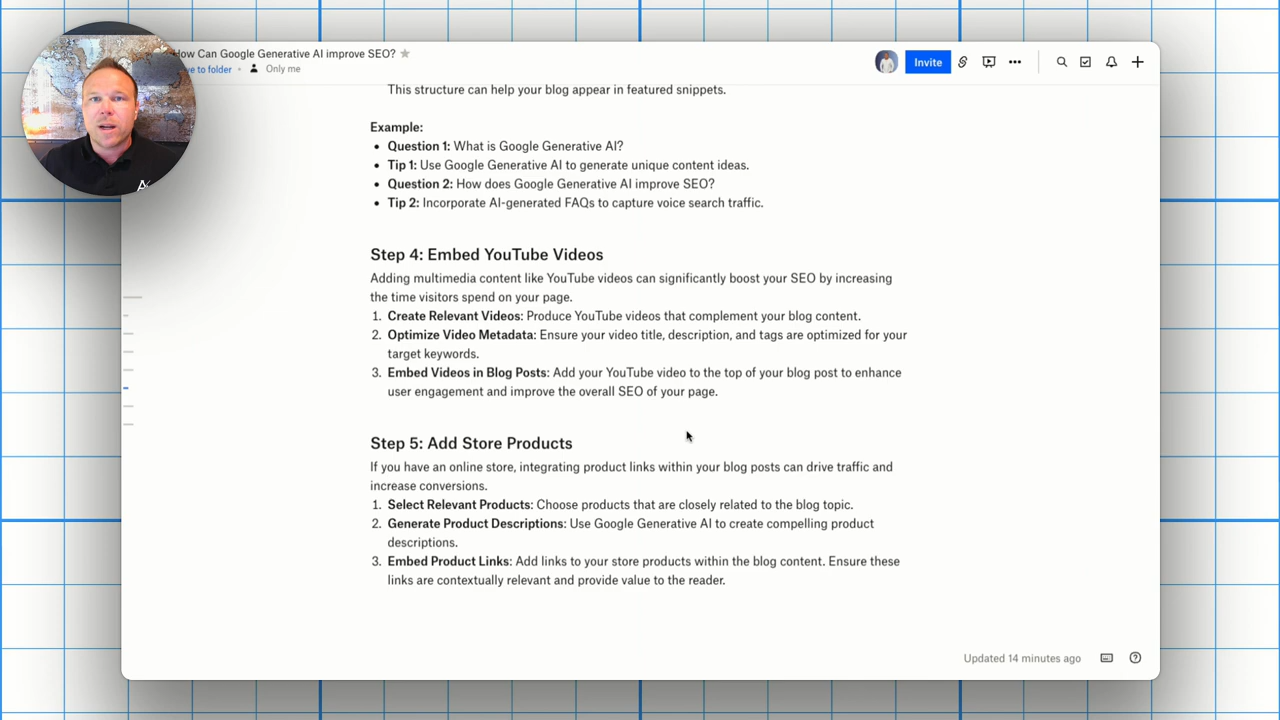 How Can Google Generative AI improve SEO?
ve to folder • Only me
Invite
This structure can help your blog appear in featured snippets.
Example:
• Question 1: What is Google Generative AI?
• Tip 1: Use Google Generative AI to generate unique content ideas.
• Question 2: How does Google Generative AI improve SEO?
• Tip 2: Incorporate AI-generated FAQs to capture voice search traffic.
Step 4: Embed YouTube Videos
Adding multimedia content like YouTube videos can significantly boost your SEO by increasing
the time visitors spend on your page.
1. Create Relevant Videos: Produce YouTube videos that complement your blog content.
2. Optimize Video Metadata: Ensure your video title, description, and tags are optimized for your
target keywords.
3. Embed Videos in Blog Posts: Add your YouTube video to the top of your blog post to enhance
user engagement and improve the overall SEO of your page.
Step 5: Add Store Products
If you have an online store, integrating product links within your blog posts can drive traffic and
increase conversions.
1. Select Relevant Products: Choose products that are closely related to the blog topic.
2. Generate Product Descriptions: Use Google Generative AI to create compelling product
descriptions.
3. Embed Product Links: Add links to your store products within the blog content. Ensure these
links are contextually relevant and provide value to the reader.
Updated 14 minutes ago